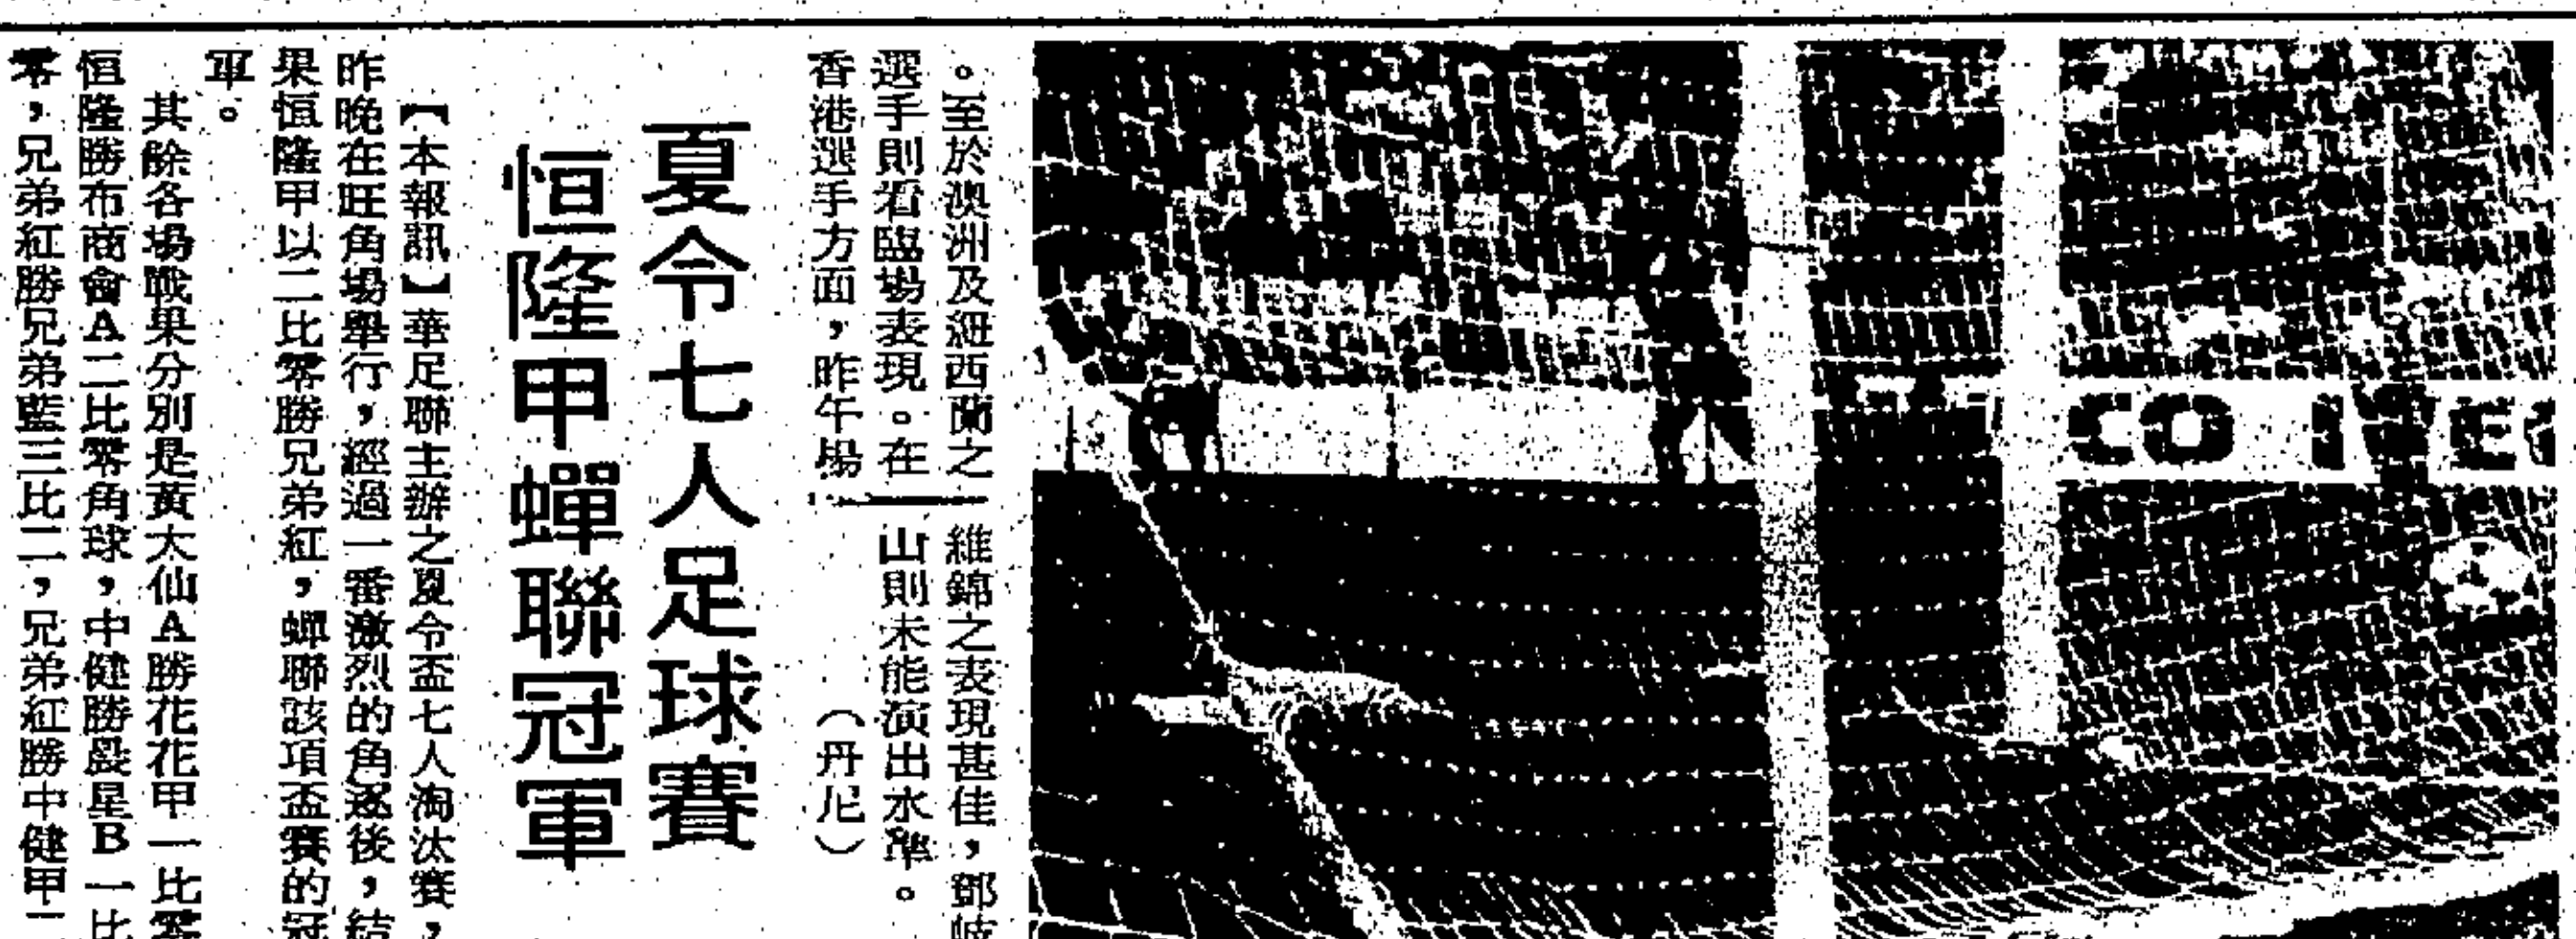 。至於澳洲及紐西蘭之
選手則看臨場表現。在
香港選手方面，昨午場
維錦之表現甚佳，鄧岐
山則未能演出水準。
（丹尼）
夏令七人足球賽
恒隆甲蟬聯冠軍
【本報訊】華足聯主辦之夏令盃七人淘汰賽，
昨晚在旺角場舉行，經過一番激烈的角逐後，結
果恒隆甲以二比零勝兄弟紅，蟬聯該項盃賽的冠
軍。
其餘各場戰果分別是黃大仙A勝花花甲一比零
恒隆勝布商會A二比零角球，中健勝晨星B一比
零，兄弟紅勝兄弟藍三比二，兄弟紅勝中健甲二
CO